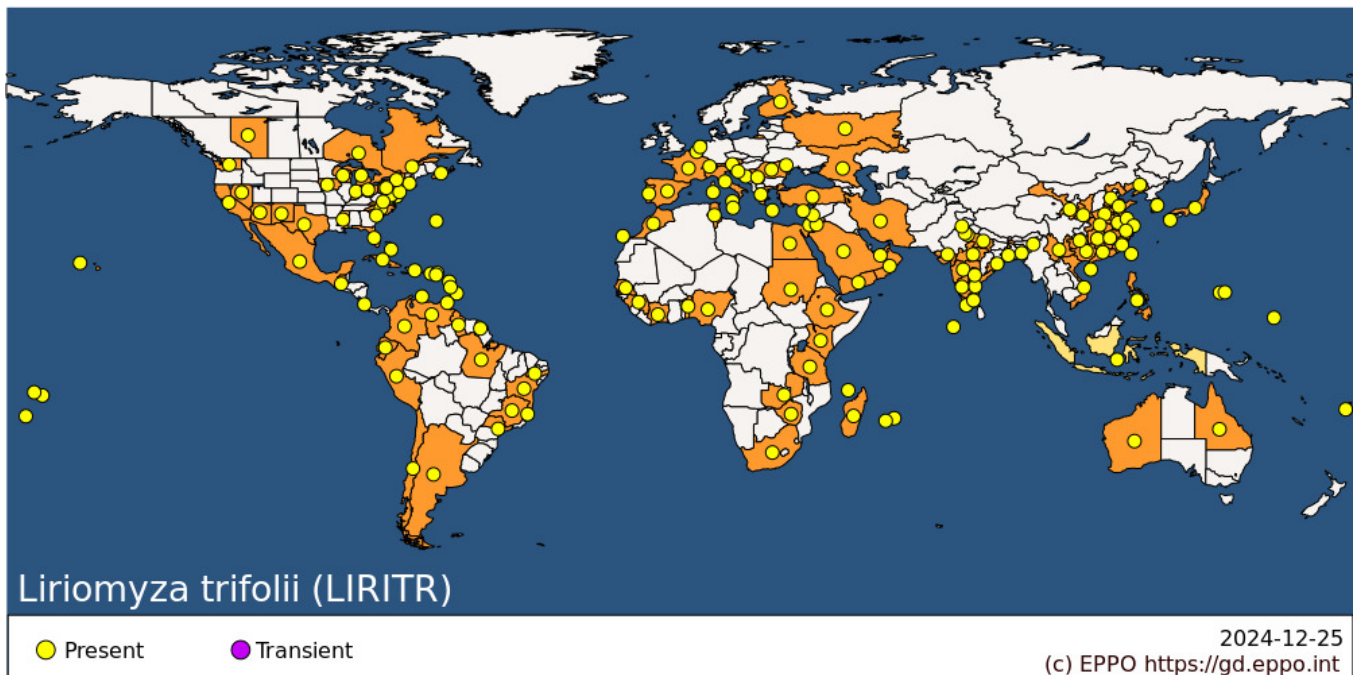 Liriomyza trifolii (LIRITR)
Present
Transient
2024-12-25
(c) EPPO https://gd.eppo.int